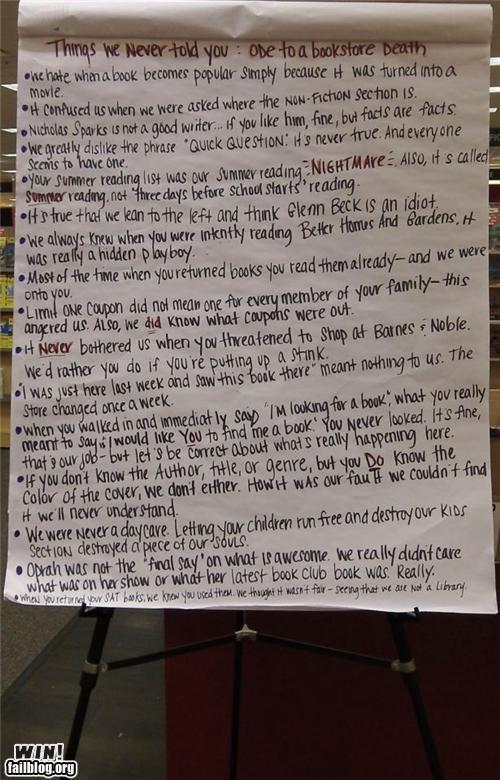 Things We Never told you : ODE to a bookstore Death
• We hate when a book becomes popular simply because it was turned into a
movie.
• It confused us when we were asked where the NON-FICTION section is.
• Nicholas Sparks is not a good writer... if you like him, fine, but facts are facts.
• We greatly dislike the phrase "QUICK QUESTION." It's never true. And everyone
seems to have one.
• Your summer reading list was our summer reading NIGHTMARE. Also, it's called
summer reading, not "three days before school starts" reading.
• It's true that we lean to the left and think Glenn Beck is an idiot.
• We always knew when you were intently reading Better Homes And Gardens, it
was really a hidden playboy.
• Most of the time when you returned books you read them already - and we were
onto you.
• Limit ONE coupon did not mean one for every member of your family - this
angered us. Also, we did know what coupons were out.
• It Never bothered us when you threatened to shop at Barnes & Noble.
We'd rather you do if you're putting up a stink.
• "I was just here last week and saw this book there" meant nothing to us. The
store changed once a week.
• When you walked in and immediatly say "I'm looking for a book," what you really
meant to say is I would like you to find me a book. You never looked. It's fine,
that's our job - but let's be correct about what's really happening here.
• If you don't know the Author, title, or genre, but you Do know the
color of the cover, we don't either. How it was our fault we couldn't find
it we'll never understand.
• We were never a daycare. Letting your children run free and destroy our KIDS
section destroyed a piece of our souls.
• Oprah was not the "final say" on what is awesome. We really didn't care
what was on her show or what her latest book club book was. Really.
• When you returned your SAT books, we knew you used them. We thought it wasn't fair - seeing that we are not a library.
WIN!
failblog.org